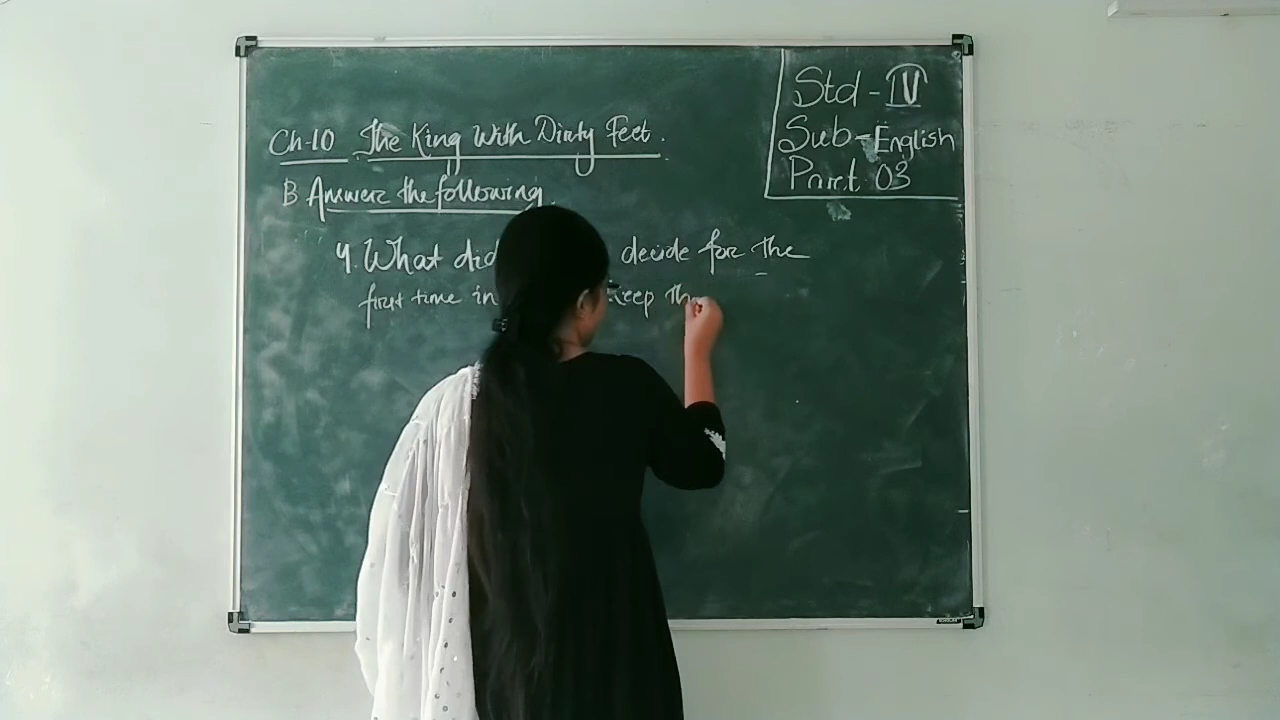 Std - IV
Sub - English
Part 03
Ch-10 The King With Dirty Feet.
B Answer the following.
4. What did decide for the
first time in keep th